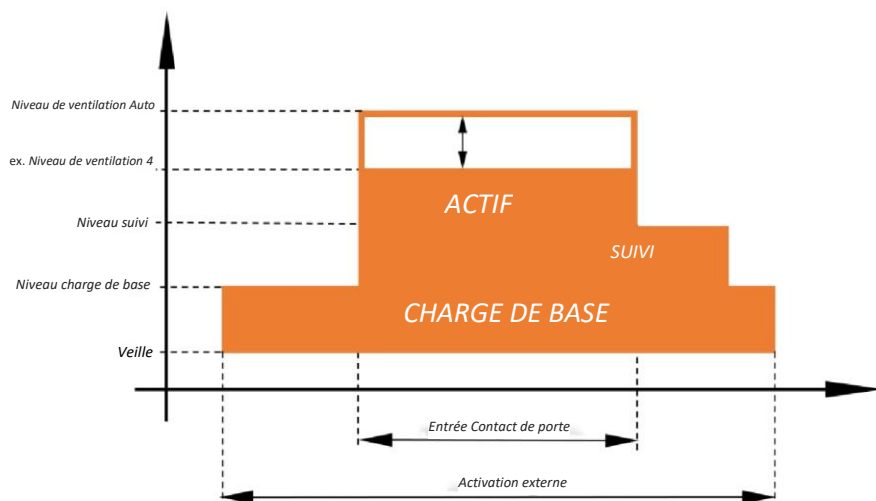 Niveau de ventilation Auto
ex. Niveau de ventilation 4
ACTIF
Niveau suivi
SUIVI
Niveau charge de base
CHARGE DE BASE
Veille
Entrée Contact de porte
Activation externe